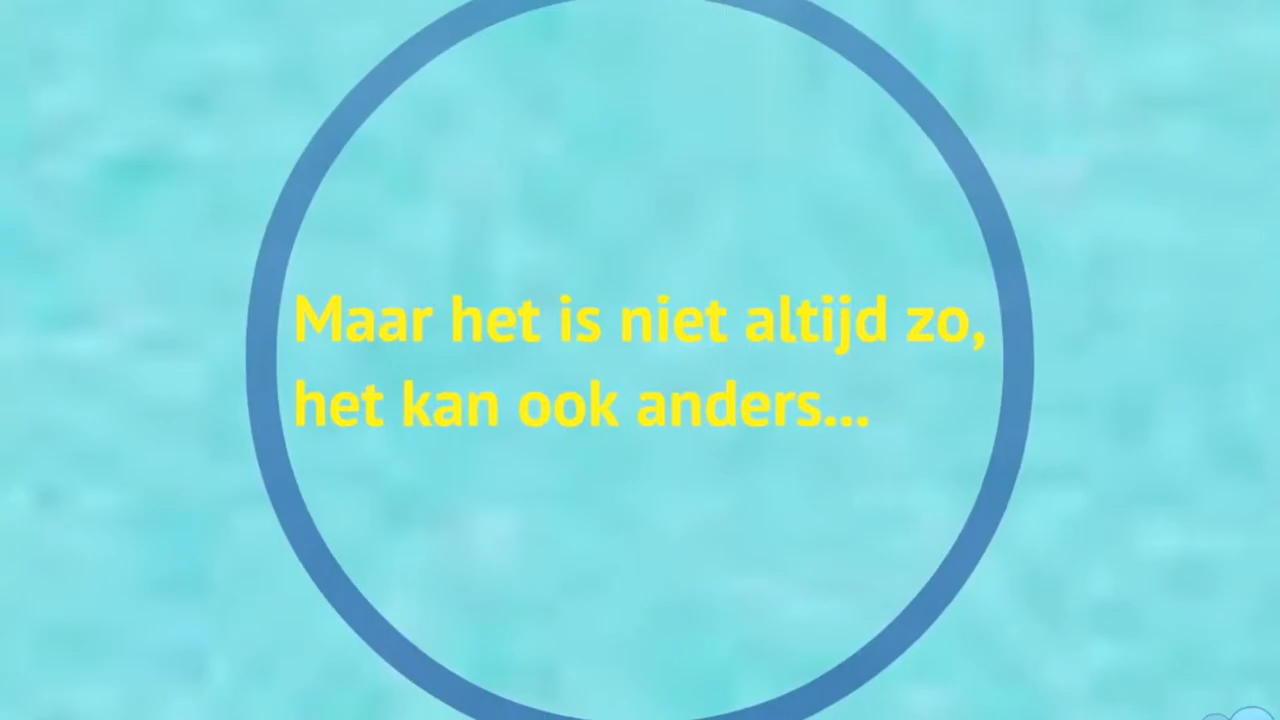 Maar het is niet altijd zo,
het kan ook anders...